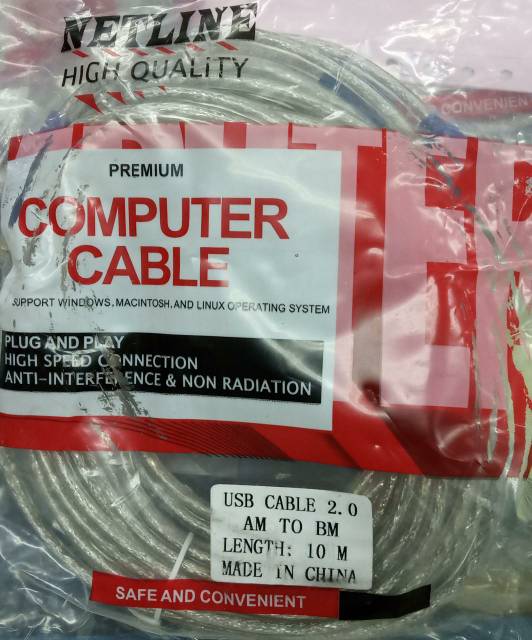 NETLINE
HIGH QUALITY
CONVENIENT
PREMIUM
COMPUTER
CABLE
SUPPORT WINDOWS, MACINTOSH, AND LINUX OPERATING SYSTEM
PLUG AND PLAY
HIGH SPEED CONNECTION
ANTI-INTERFERENCE & NON RADIATION
USB CABLE 2.0
AM TO BM
LENGTH: 10 M
MADE IN CHINA
SAFE AND CONVENIENT